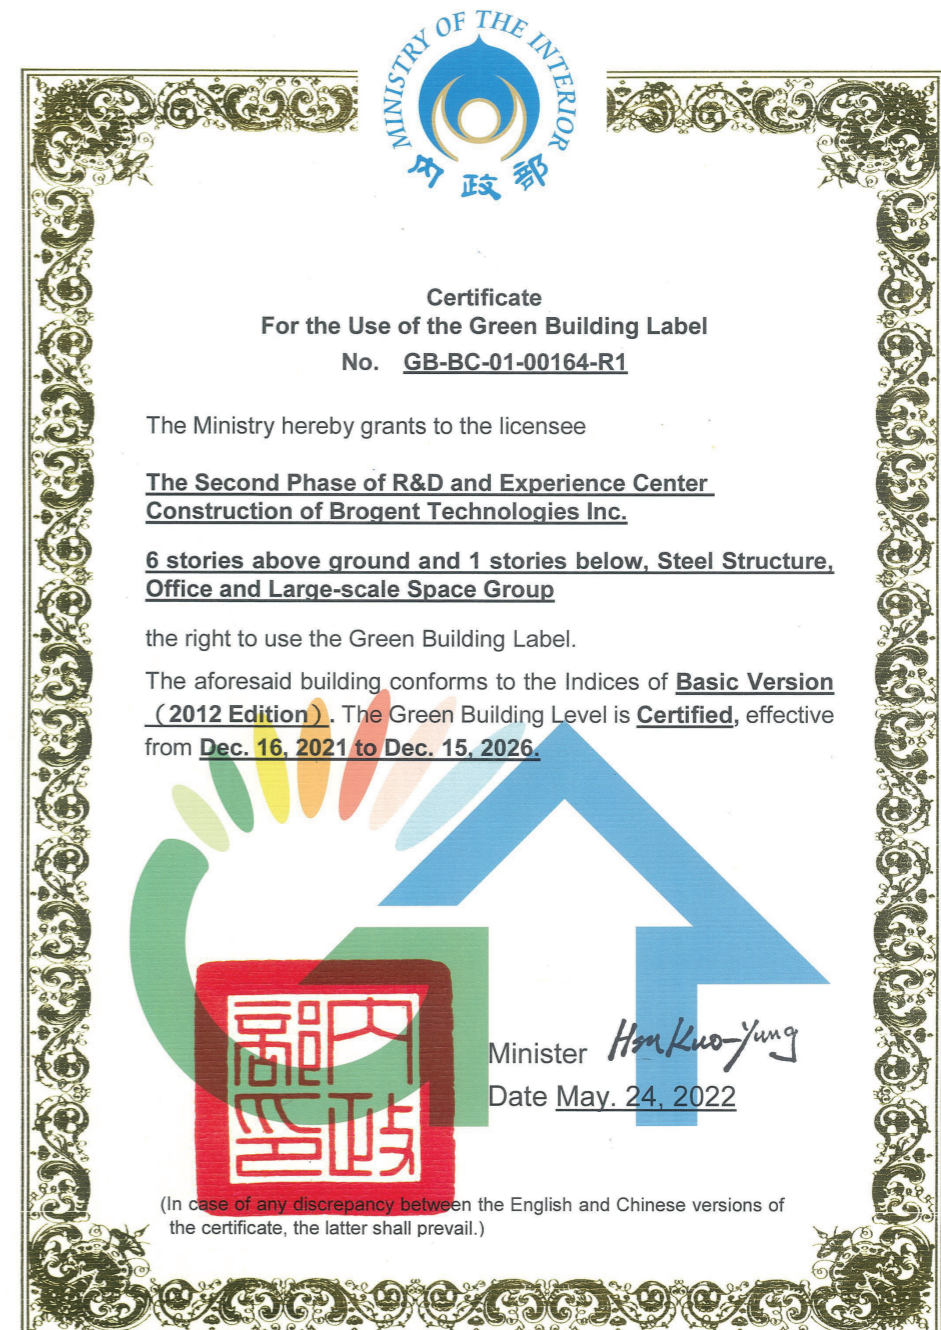 MINISTRY OF THE INTERIOR
內政部
Certificate
For the Use of the Green Building Label
No. GB-BC-01-00164-R1
The Ministry hereby grants to the licensee
The Second Phase of R&D and Experience Center
Construction of Brogent Technologies Inc.
6 stories above ground and 1 stories below, Steel Structure,
Office and Large-scale Space Group
the right to use the Green Building Label.
The aforesaid building conforms to the Indices of Basic Version
（2012 Edition）. The Green Building Level is Certified, effective
from Dec. 16, 2021 to Dec. 15, 2026.
內政
部印
Minister Hsu Kuo-Yung
Date May. 24, 2022
(In case of any discrepancy between the English and Chinese versions of
the certificate, the latter shall prevail.)